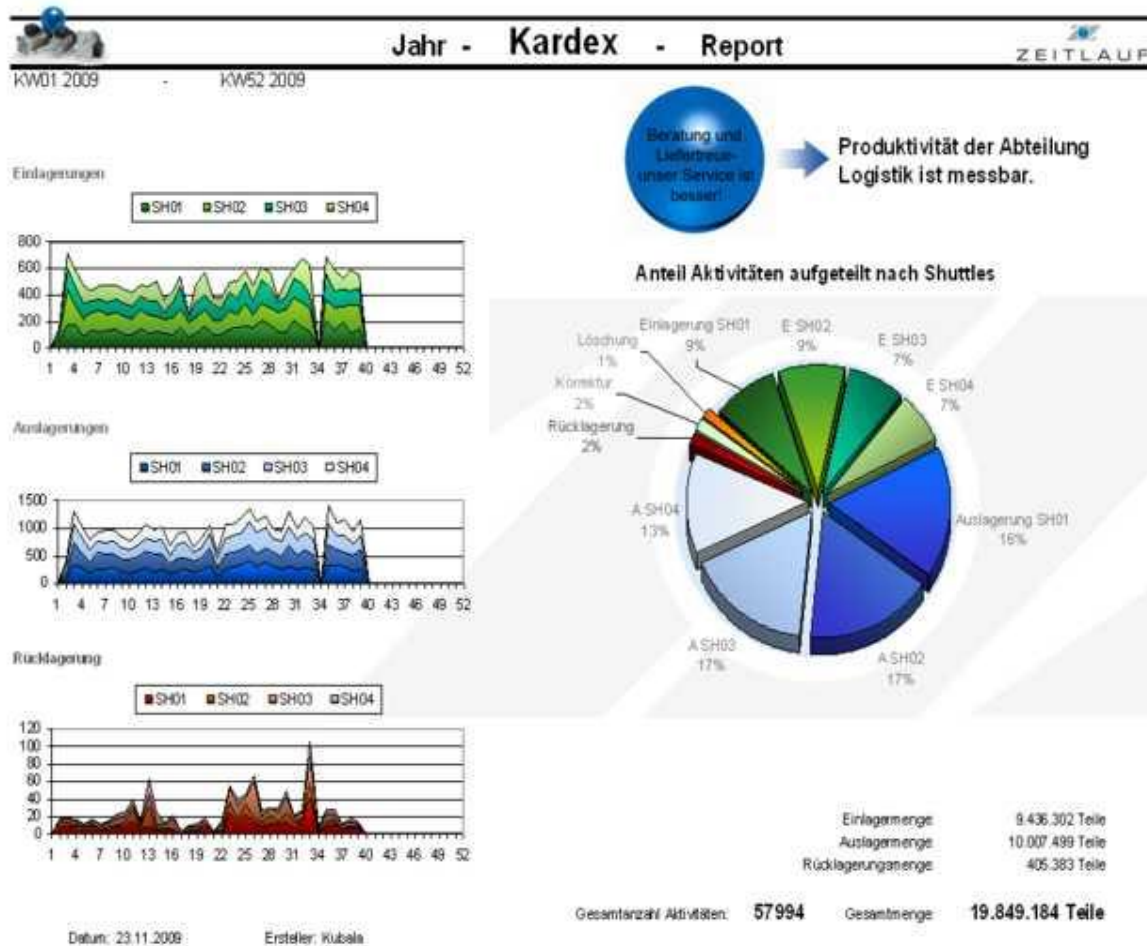 Jahr - Kardex - Report
ZEITLAUF
KW01 2009 - KW52 2009
Beratung und
Liefertreue-
unser Service ist
besser!
Produktivität der Abteilung
Logistik ist messbar.
Einlagerungen
SH01 SH02 SH03 SH04
800
600
400
200
0
1 4 7 10 13 16 19 22 25 28 31 34 37 40 43 46 49 52
Auslagerungen
SH01 SH02 SH03 SH04
1500
1000
500
0
1 4 7 10 13 16 19 22 25 28 31 34 37 40 43 46 49 52
Rücklagerung
SH01 SH02 SH03 SH04
120
100
80
60
40
20
0
1 4 7 10 13 16 19 22 25 28 31 34 37 40 43 46 49 52
Anteil Aktivitäten aufgeteilt nach Shuttles
Einlagerung SH01
9%
E SH02
9%
E SH03
7%
E SH04
7%
Auslagerung SH01
16%
A SH02
17%
A SH03
17%
A SH04
13%
Rücklagerung
2%
Korrektur
2%
Löschung
1%
Einlagermenge 9.436.302 Teile
Auslagermenge 10.007.499 Teile
Rücklagerungsmenge 405.383 Teile
Gesamtanzahl Aktivitäten: 57994 Gesamtmenge 19.849.184 Teile
Datum: 23.11.2009 Ersteller: Kubala